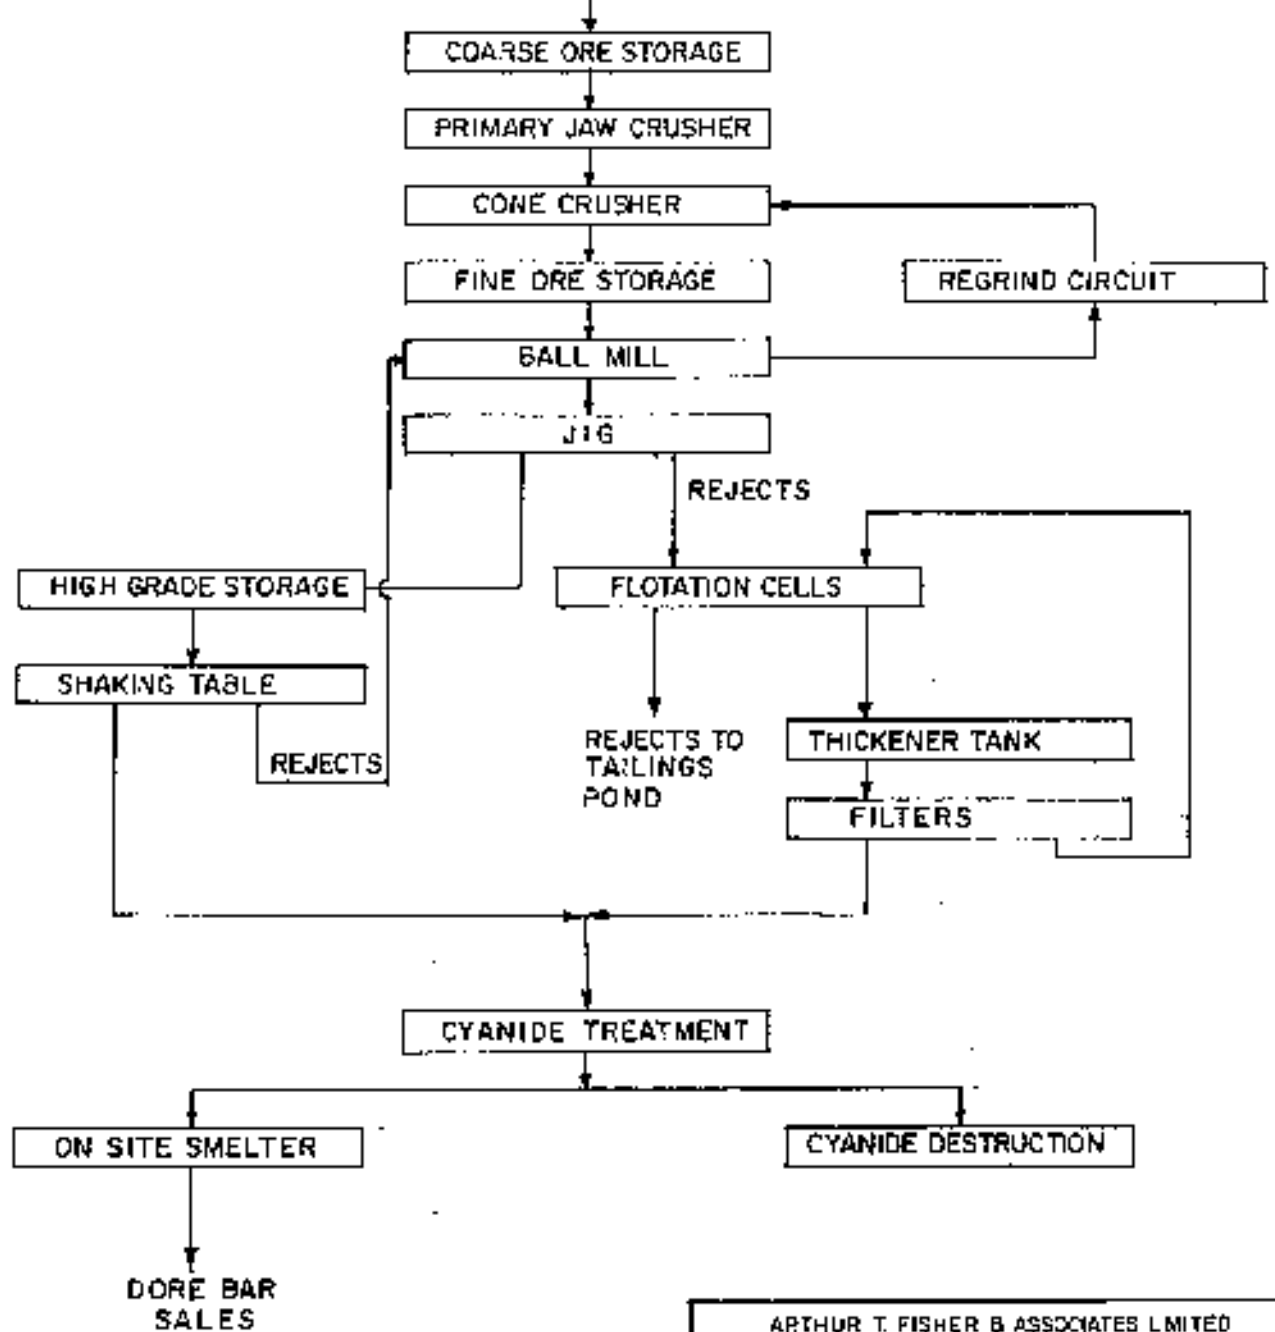 COARSE ORE STORAGE
PRIMARY JAW CRUSHER
CONE CRUSHER
FINE ORE STORAGE
REGRIND CIRCUIT
BALL MILL
JIG
REJECTS
HIGH GRADE STORAGE
FLOTATION CELLS
SHAKING TABLE
REJECTS
REJECTS TO
TAILINGS
POND
THICKENER TANK
FILTERS
CYANIDE TREATMENT
ON SITE SMELTER
CYANIDE DESTRUCTION
DORE BAR
SALES
ARTHUR T. FISHER & ASSOCIATES LMITED